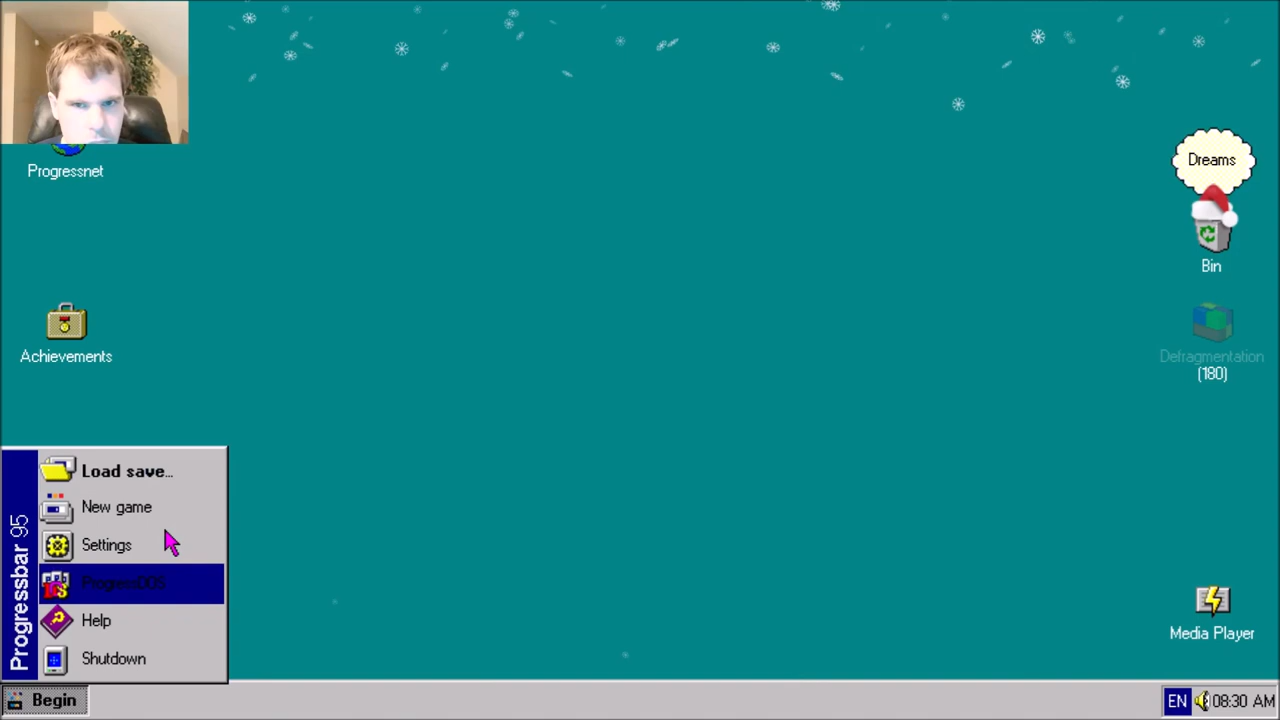 Progressnet
Dreams
Bin
Achievements
Defragmentation
(180)
Progressbar 95
Load save...
New game
Settings
ProgressDOS
Help
Shutdown
Media Player
Begin
EN
08:30 AM